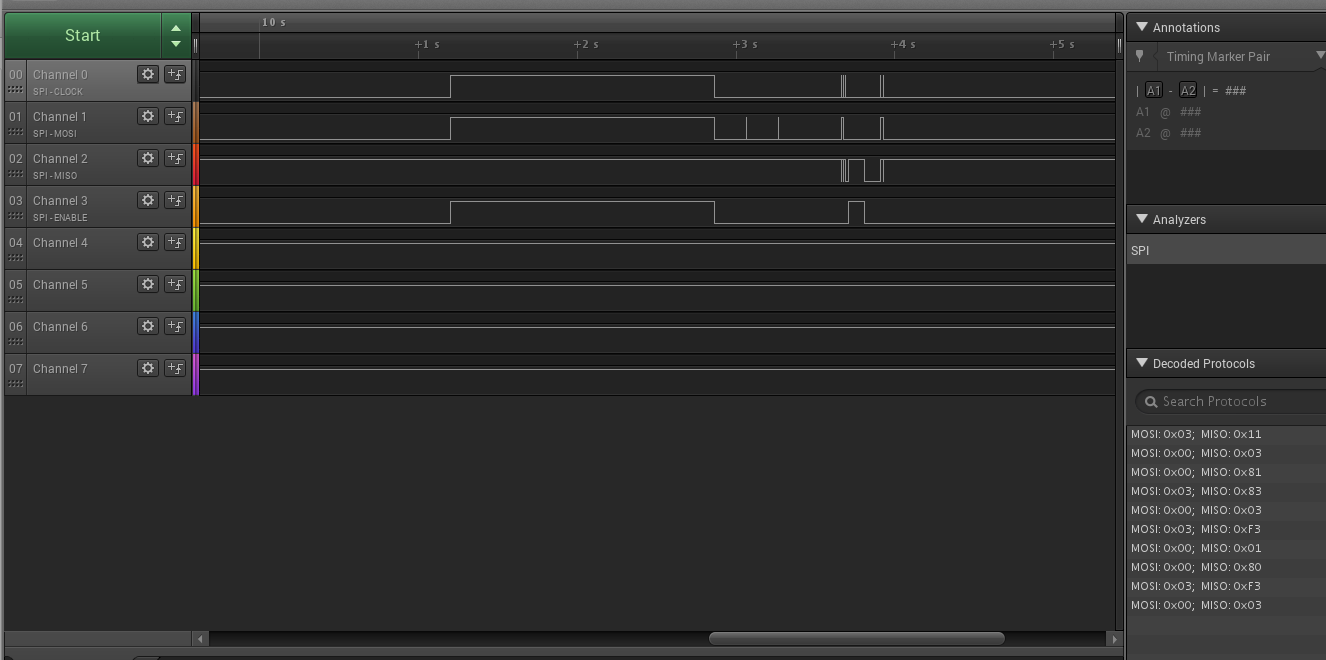 Start
10 s
+1 s +2 s +3 s +4 s +5 s
00 Channel 0
SPI - CLOCK
01 Channel 1
SPI - MOSI
02 Channel 2
SPI - MISO
03 Channel 3
SPI - ENABLE
04 Channel 4
05 Channel 5
06 Channel 6
07 Channel 7
Annotations
Timing Marker Pair
| A1 - A2 | = ###
A1 @ ###
A2 @ ###
Analyzers
SPI
Decoded Protocols
Search Protocols
MOSI: 0x03; MISO: 0x11
MOSI: 0x00; MISO: 0x03
MOSI: 0x00; MISO: 0x81
MOSI: 0x03; MISO: 0x83
MOSI: 0x00; MISO: 0x03
MOSI: 0x03; MISO: 0xF3
MOSI: 0x00; MISO: 0x01
MOSI: 0x00; MISO: 0x80
MOSI: 0x03; MISO: 0xF3
MOSI: 0x00; MISO: 0x03